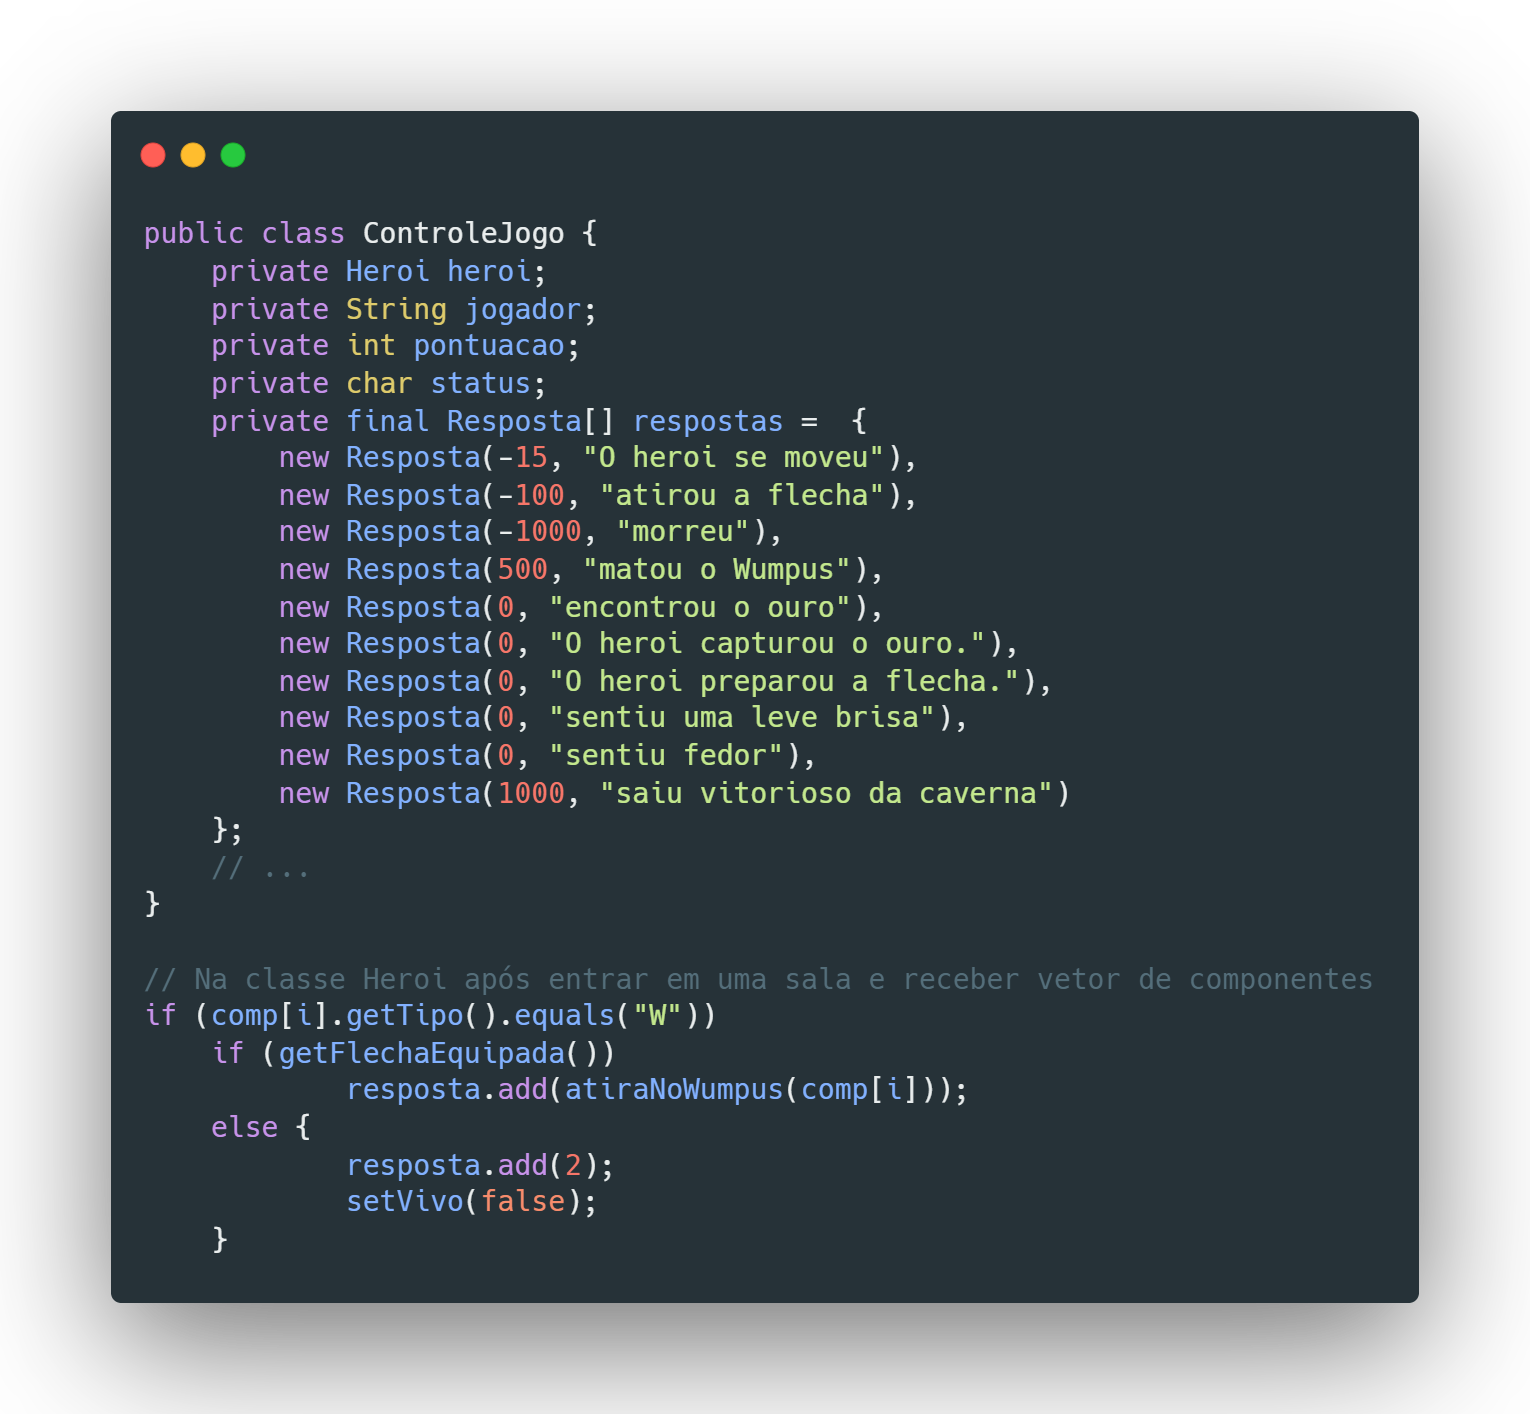 public class ControleJogo {
    private Heroi heroi;
    private String jogador;
    private int pontuacao;
    private char status;
    private final Resposta[] respostas =  {
        new Resposta(-15, "O heroi se moveu"),
        new Resposta(-100, "atirou a flecha"),
        new Resposta(-1000, "morreu"),
        new Resposta(500, "matou o Wumpus"),
        new Resposta(0, "encontrou o ouro"),
        new Resposta(0, "O heroi capturou o ouro."),
        new Resposta(0, "O heroi preparou a flecha."),
        new Resposta(0, "sentiu uma leve brisa"),
        new Resposta(0, "sentiu fedor"),
        new Resposta(1000, "saiu vitorioso da caverna")
    };
    // ...
}

// Na classe Heroi após entrar em uma sala e receber vetor de componentes
if (comp[i].getTipo().equals("W"))
    if (getFlechaEquipada())
            resposta.add(atiraNoWumpus(comp[i]));
    else {
            resposta.add(2);
            setVivo(false);
    }